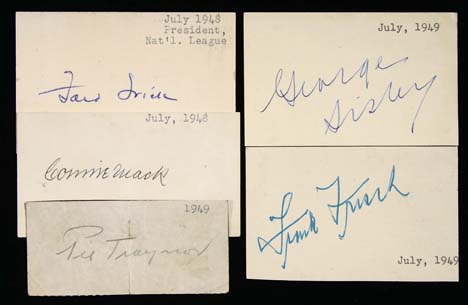 July 1948
President,
Nat'l. League
Ford Frick
July, 1948
Connie Mack
1949
Pie Traynor
July, 1949
George
Sisler
Frank Frisch
July, 1949